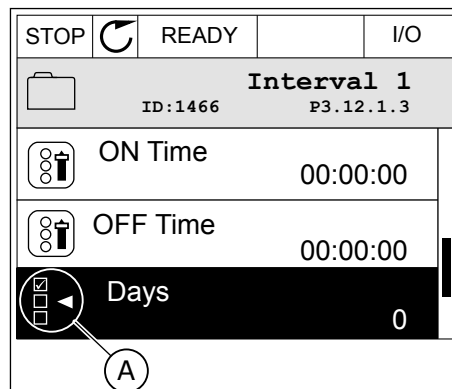 STOP READY I/O
Interval 1
ID:1466 P3.12.1.3
ON Time
00:00:00
OFF Time
00:00:00
Days
0
A